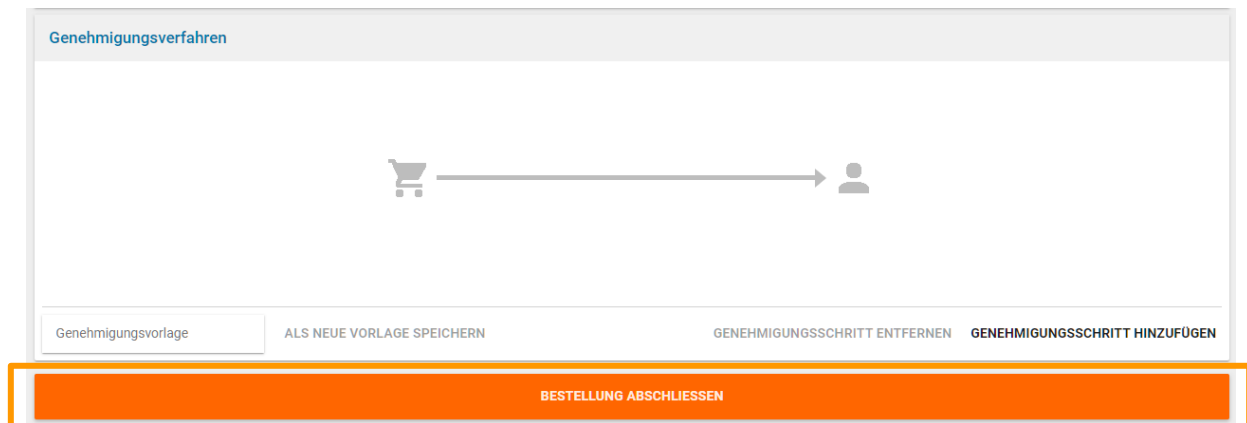 Genehmigungsverfahren
Genehmigungsvorlage
ALS NEUE VORLAGE SPEICHERN
GENEHMIGUNGSSCHRITT ENTFERNEN
GENEHMIGUNGSSCHRITT HINZUFÜGEN
BESTELLUNG ABSCHLIESSEN